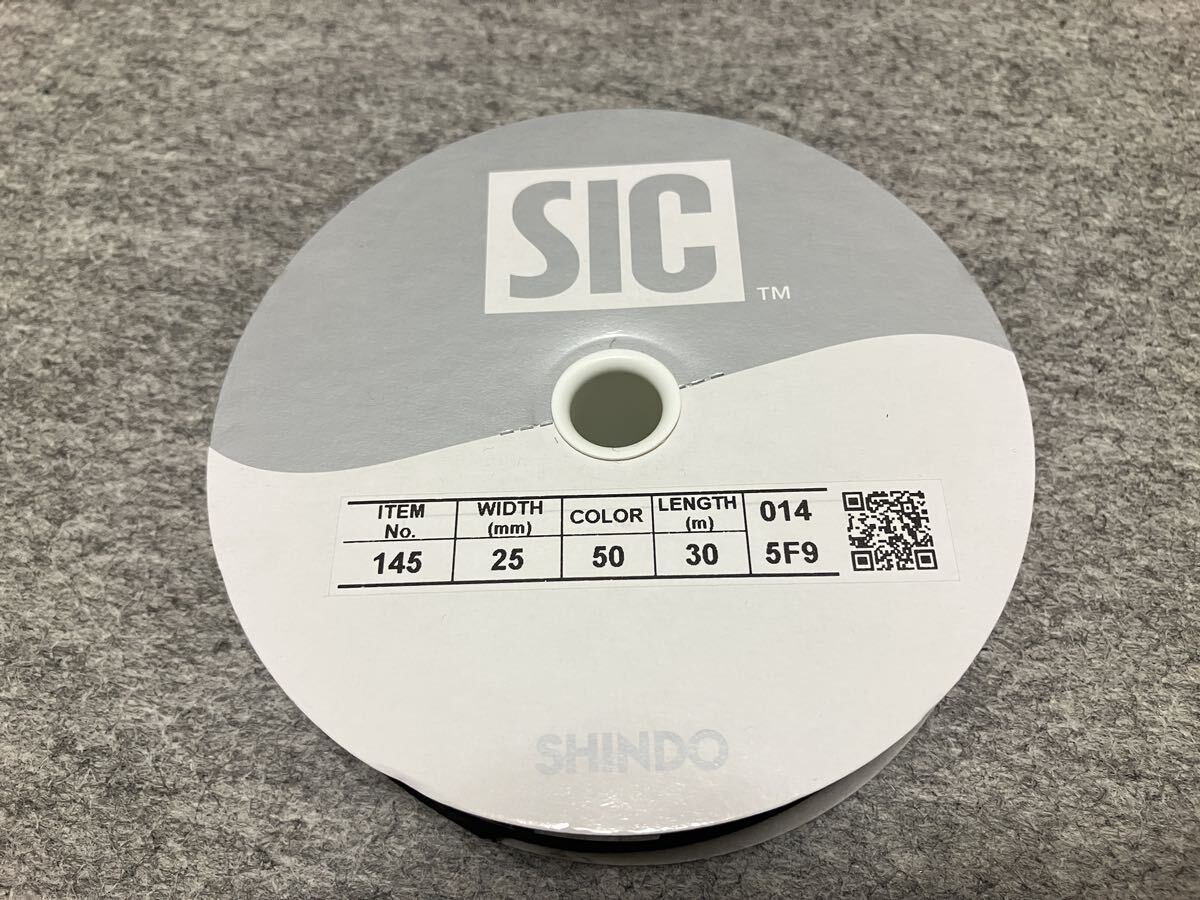 SIC
TM
ITEM No. WIDTH (mm) COLOR LENGTH (m) 014
145 25 50 30 5F9
SHINDO